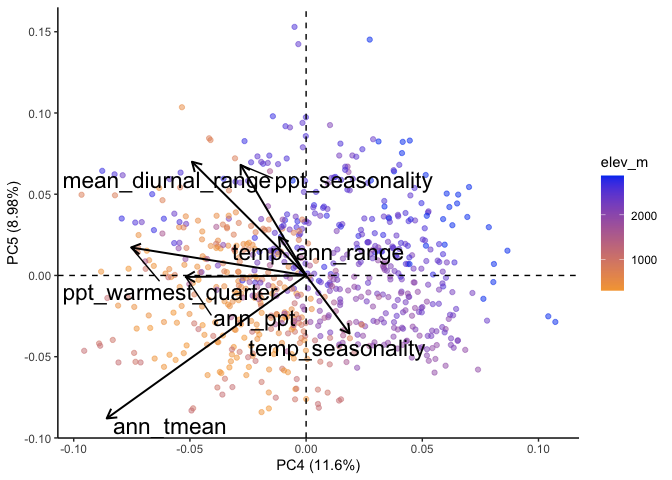 0.15
0.10
0.05
0.00
-0.05
-0.10
PC5 (8.98%)
mean_diurnal_range
ppt_seasonality
temp_ann_range
ppt_warmest_quarter
ann_ppt
temp_seasonality
ann_tmean
-0.10
-0.05
0.00
0.05
0.10
PC4 (11.6%)
elev_m
2000
1000